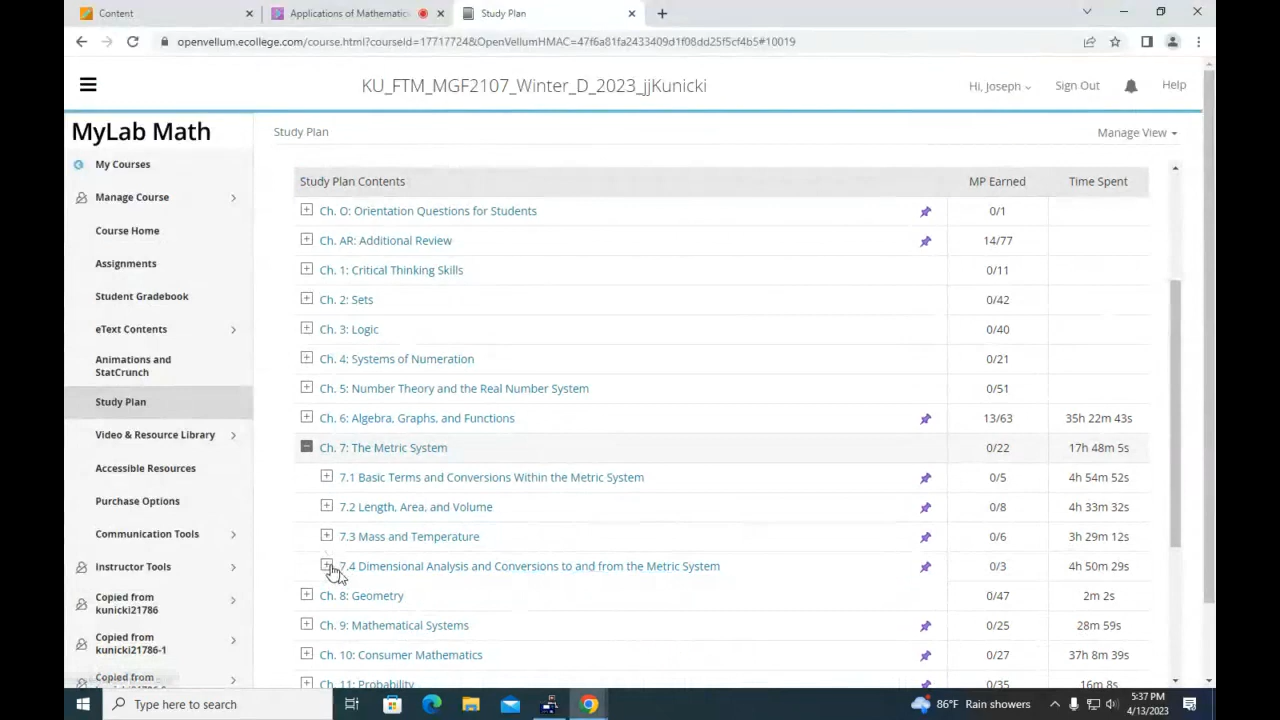 Content
Applications of Mathematic
Study Plan
openvellum.ecollege.com/course.html?courseId=17717724&OpenVellumHMAC=47f6a81fa2433409d1f08dd25f5cf4b5#10019
KU_FTM_MGF2107_Winter_D_2023_jjKunicki
Hi, Joseph
Sign Out
Help
MyLab Math
Study Plan
Manage View
My Courses
Manage Course
Course Home
Assignments
Student Gradebook
eText Contents
Animations and
StatCrunch
Study Plan
Video & Resource Library
Accessible Resources
Purchase Options
Communication Tools
Instructor Tools
Copied from
kunicki21786
Copied from
kunicki21786-1
Copied from
Study Plan Contents MP Earned Time Spent
Ch. O: Orientation Questions for Students 0/1
Ch. AR: Additional Review 14/77
Ch. 1: Critical Thinking Skills 0/11
Ch. 2: Sets 0/42
Ch. 3: Logic 0/40
Ch. 4: Systems of Numeration 0/21
Ch. 5: Number Theory and the Real Number System 0/51
Ch. 6: Algebra, Graphs, and Functions 13/63 35h 22m 43s
Ch. 7: The Metric System 0/22 17h 48m 5s
7.1 Basic Terms and Conversions Within the Metric System 0/5 4h 54m 52s
7.2 Length, Area, and Volume 0/8 4h 33m 32s
7.3 Mass and Temperature 0/6 3h 29m 12s
7.4 Dimensional Analysis and Conversions to and from the Metric System 0/3 4h 50m 29s
Ch. 8: Geometry 0/47 2m 2s
Ch. 9: Mathematical Systems 0/25 28m 59s
Ch. 10: Consumer Mathematics 0/27 37h 8m 39s
Ch. 11: Probability 0/35 16m 8s
Type here to search
86°F Rain showers
5:37 PM
4/13/2023